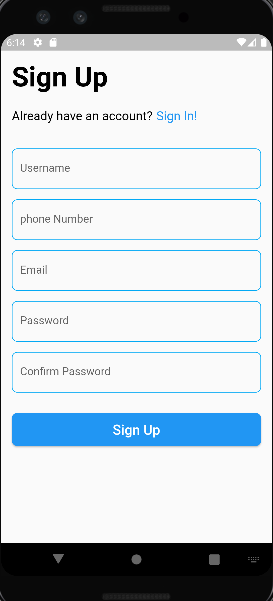 6:14
Sign Up
Already have an account? Sign In!
Username
phone Number
Email
Password
Confirm Password
Sign Up